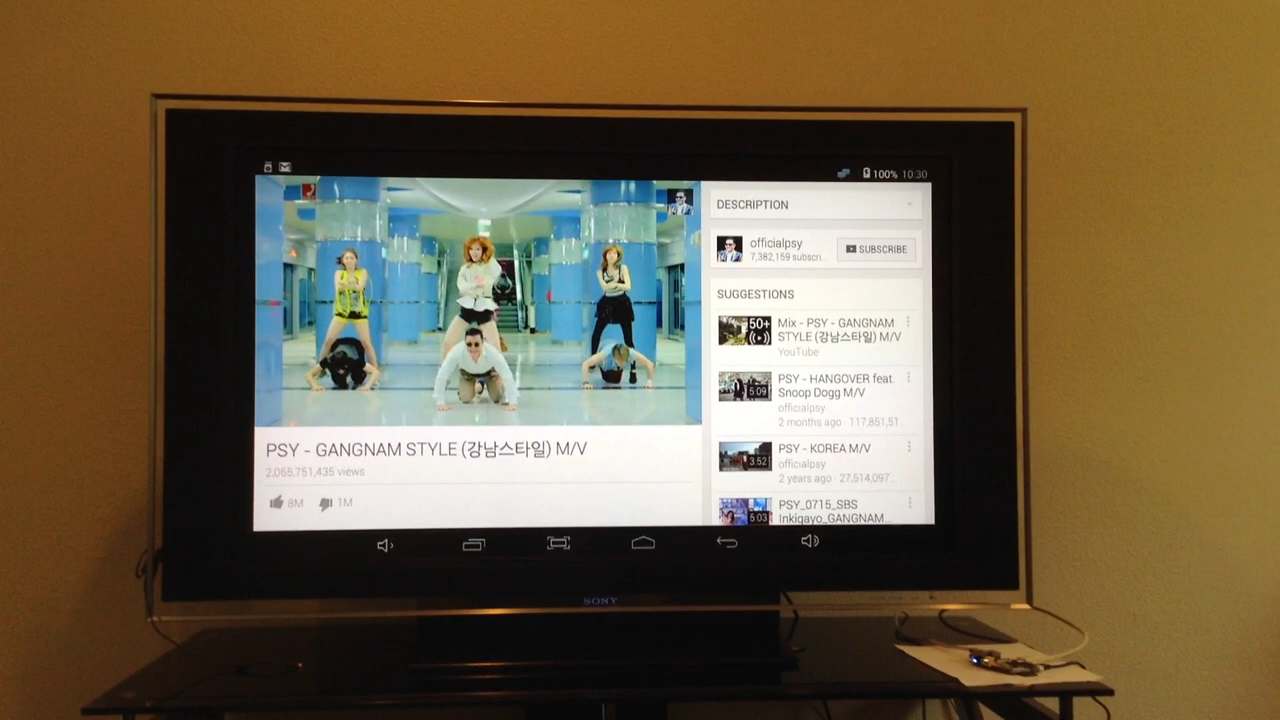 100% 10:30
DESCRIPTION
officialpsy
7,382,159 subscri...
SUBSCRIBE
SUGGESTIONS
50+
Mix - PSY - GANGNAM
STYLE (강남스타일) M/V
YouTube
5:09
PSY - HANGOVER feat.
Snoop Dogg M/V
officialpsy
2 months ago · 117,851,51
3:52
PSY - KOREA M/V
officialpsy
2 years ago · 27,514,097...
5:03
PSY_0715_SBS
Inkigayo_GANGNAM...
PSY - GANGNAM STYLE (강남스타일) M/V
2,065,751,435 views
8M
1M
SONY